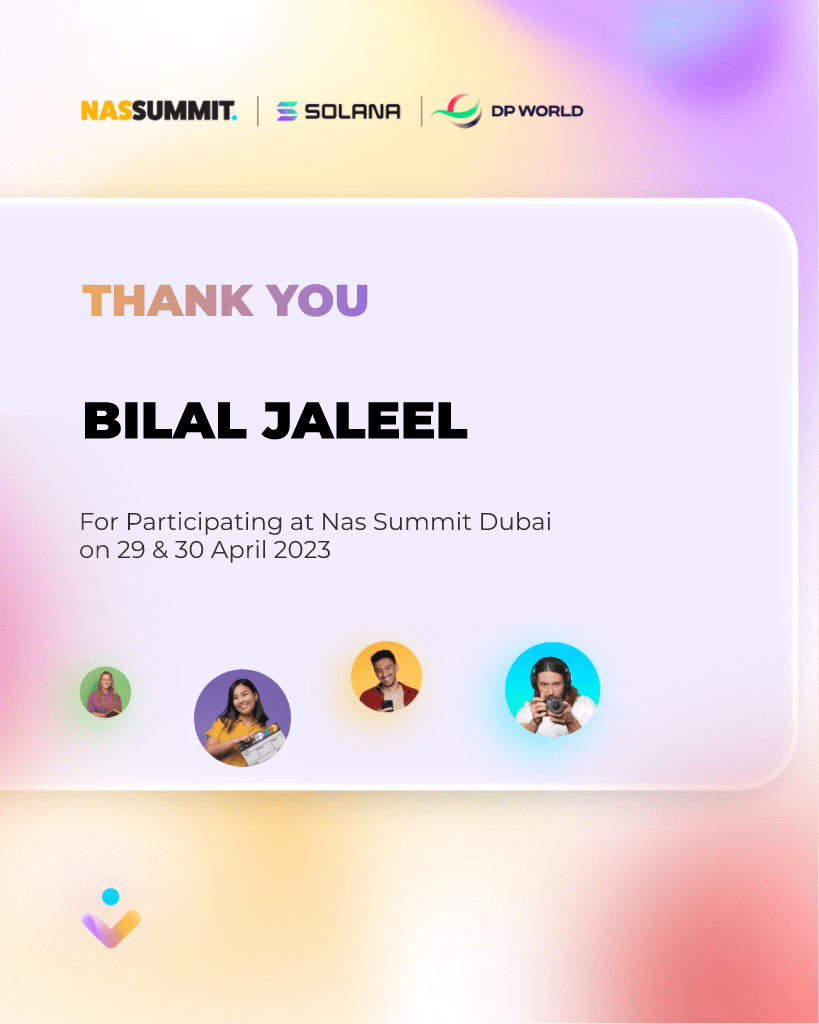 NASSUMMIT. SOLANA DP WORLD
THANK YOU
BILAL JALEEL
For Participating at Nas Summit Dubai
on 29 & 30 April 2023